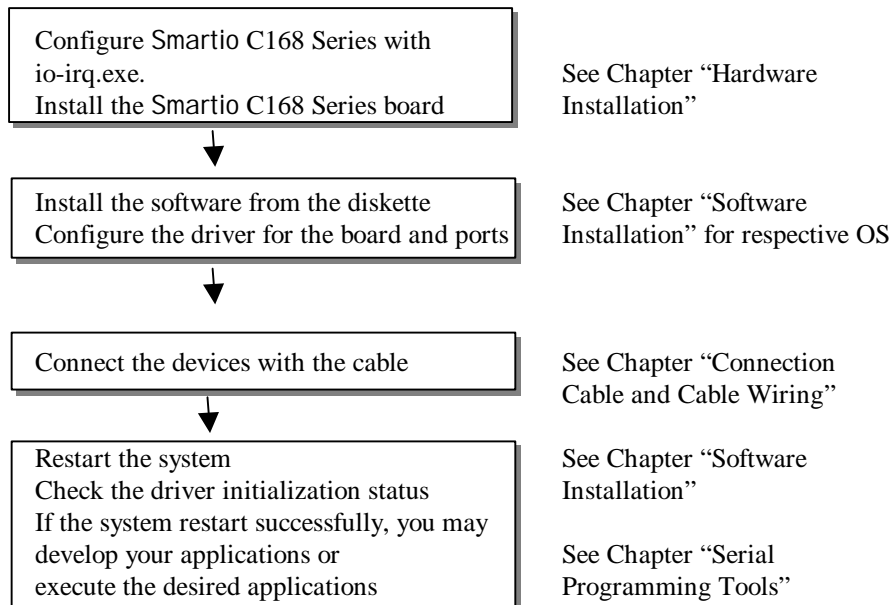 Configure Smartio C168 Series with
io-irq.exe.
Install the Smartio C168 Series board
See Chapter “Hardware
Installation”
Install the software from the diskette
Configure the driver for the board and ports
See Chapter “Software
Installation” for respective OS
Connect the devices with the cable
See Chapter “Connection
Cable and Cable Wiring”
Restart the system
Check the driver initialization status
If the system restart successfully, you may
develop your applications or
execute the desired applications
See Chapter “Software
Installation”
See Chapter “Serial
Programming Tools”